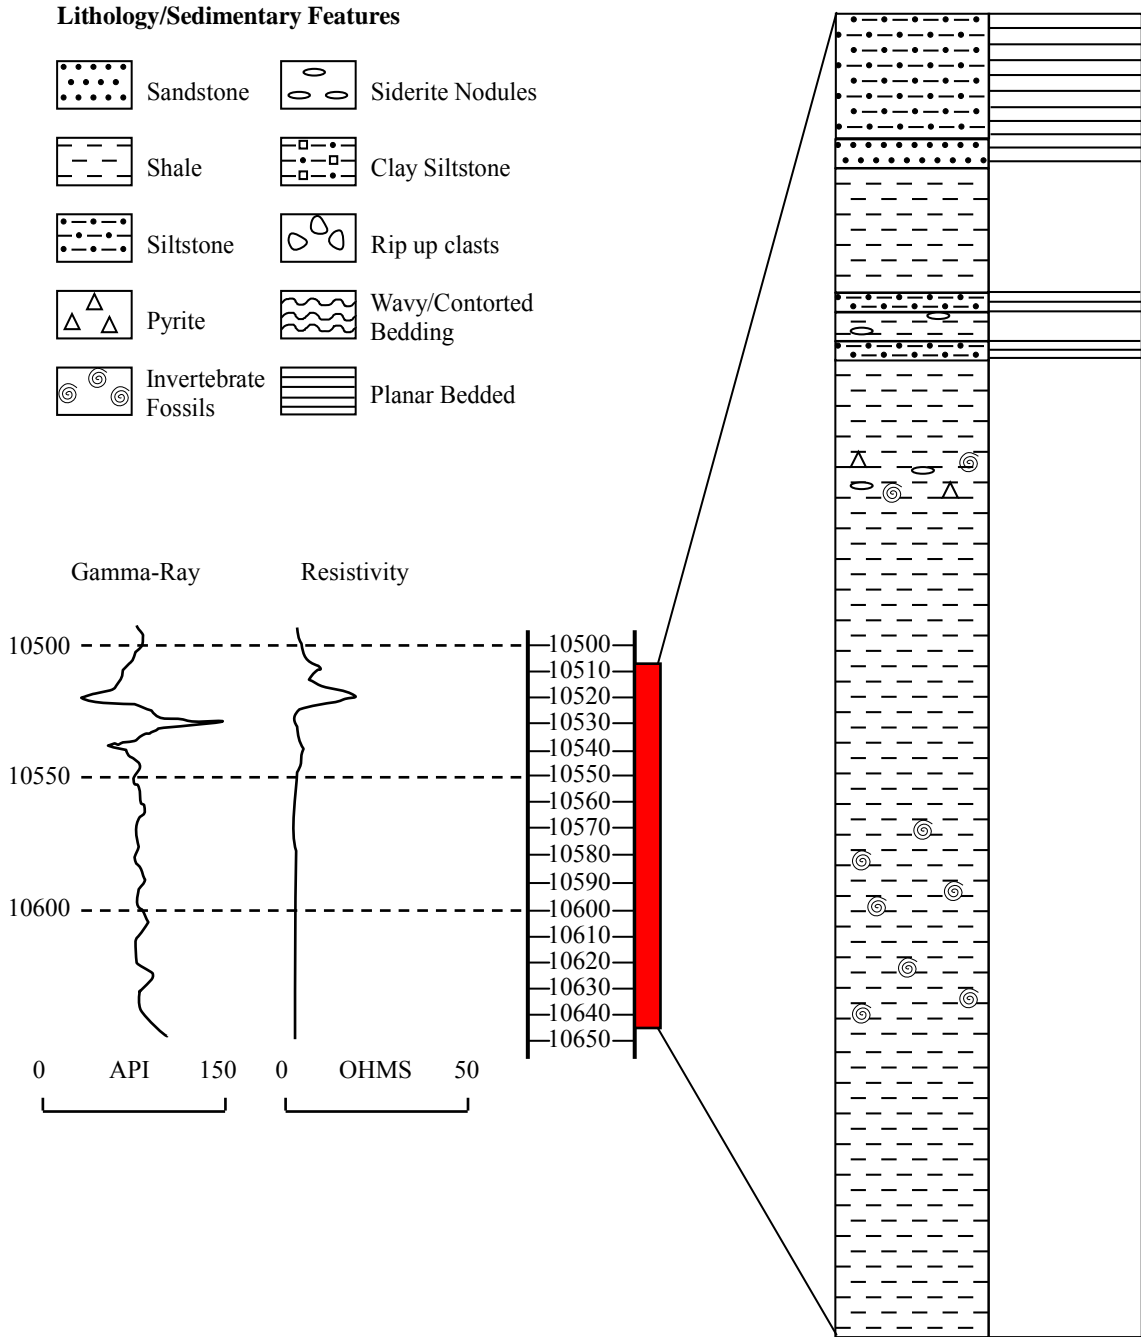 Lithology/Sedimentary Features
Sandstone
Siderite Nodules
Shale
Clay Siltstone
Siltstone
Rip up clasts
Pyrite
Wavy/Contorted
Bedding
Invertebrate
Fossils
Planar Bedded
Gamma-Ray
Resistivity
10500
10550
10600
10500
10510
10520
10530
10540
10550
10560
10570
10580
10590
10600
10610
10620
10630
10640
10650
0 API 150
0 OHMS 50